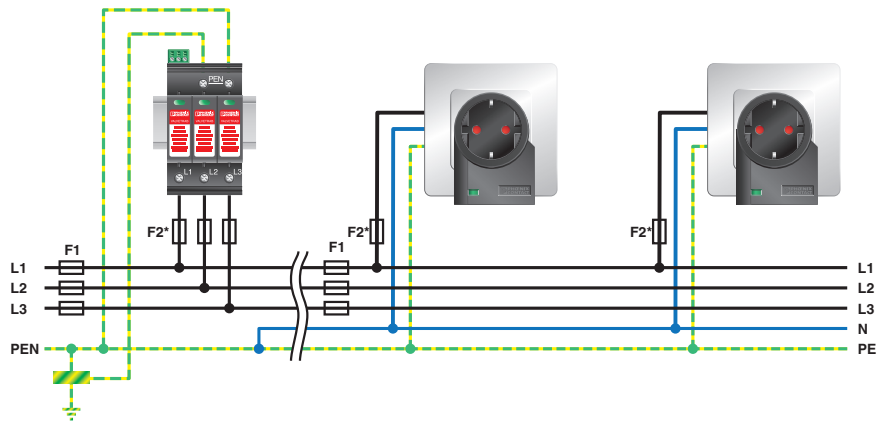 PEN
L1 L2 L3
F2* F2* F2*
F1 F1
L1 L1
L2 L2
L3 L3
N
PEN PE